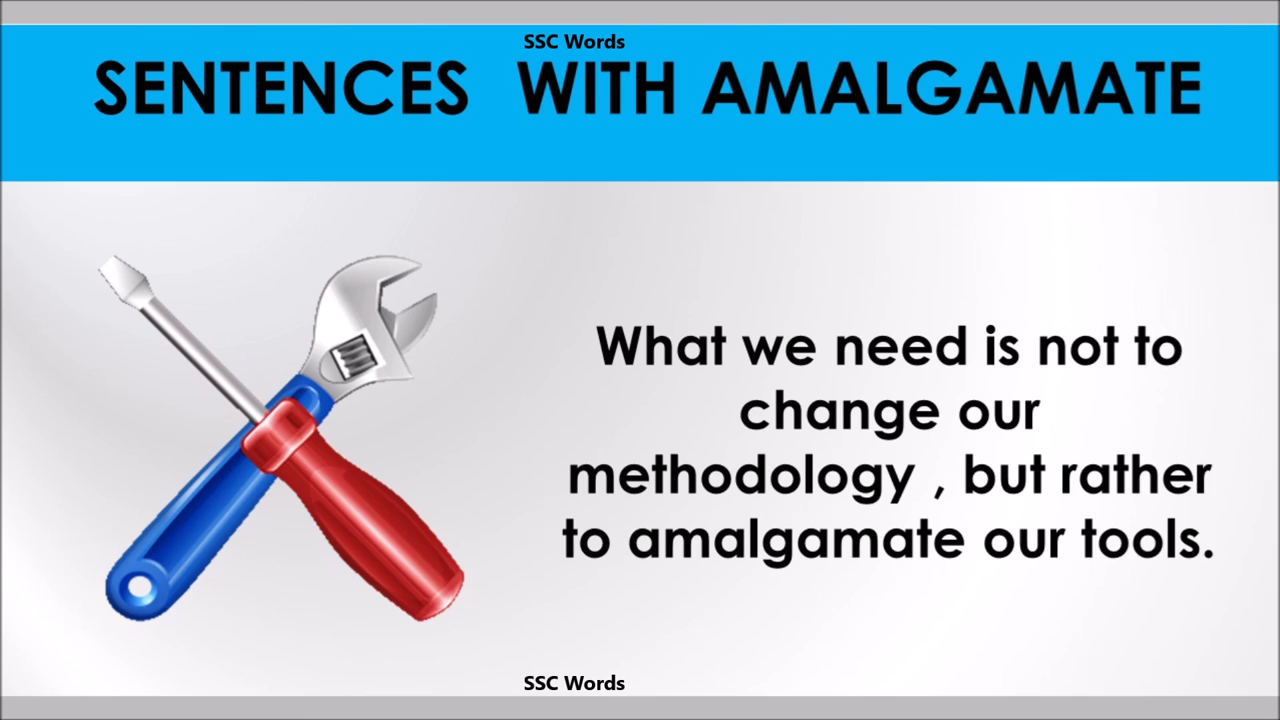 SSC Words
SENTENCES WITH AMALGAMATE
What we need is not to
change our
methodology , but rather
to amalgamate our tools.
SSC Words